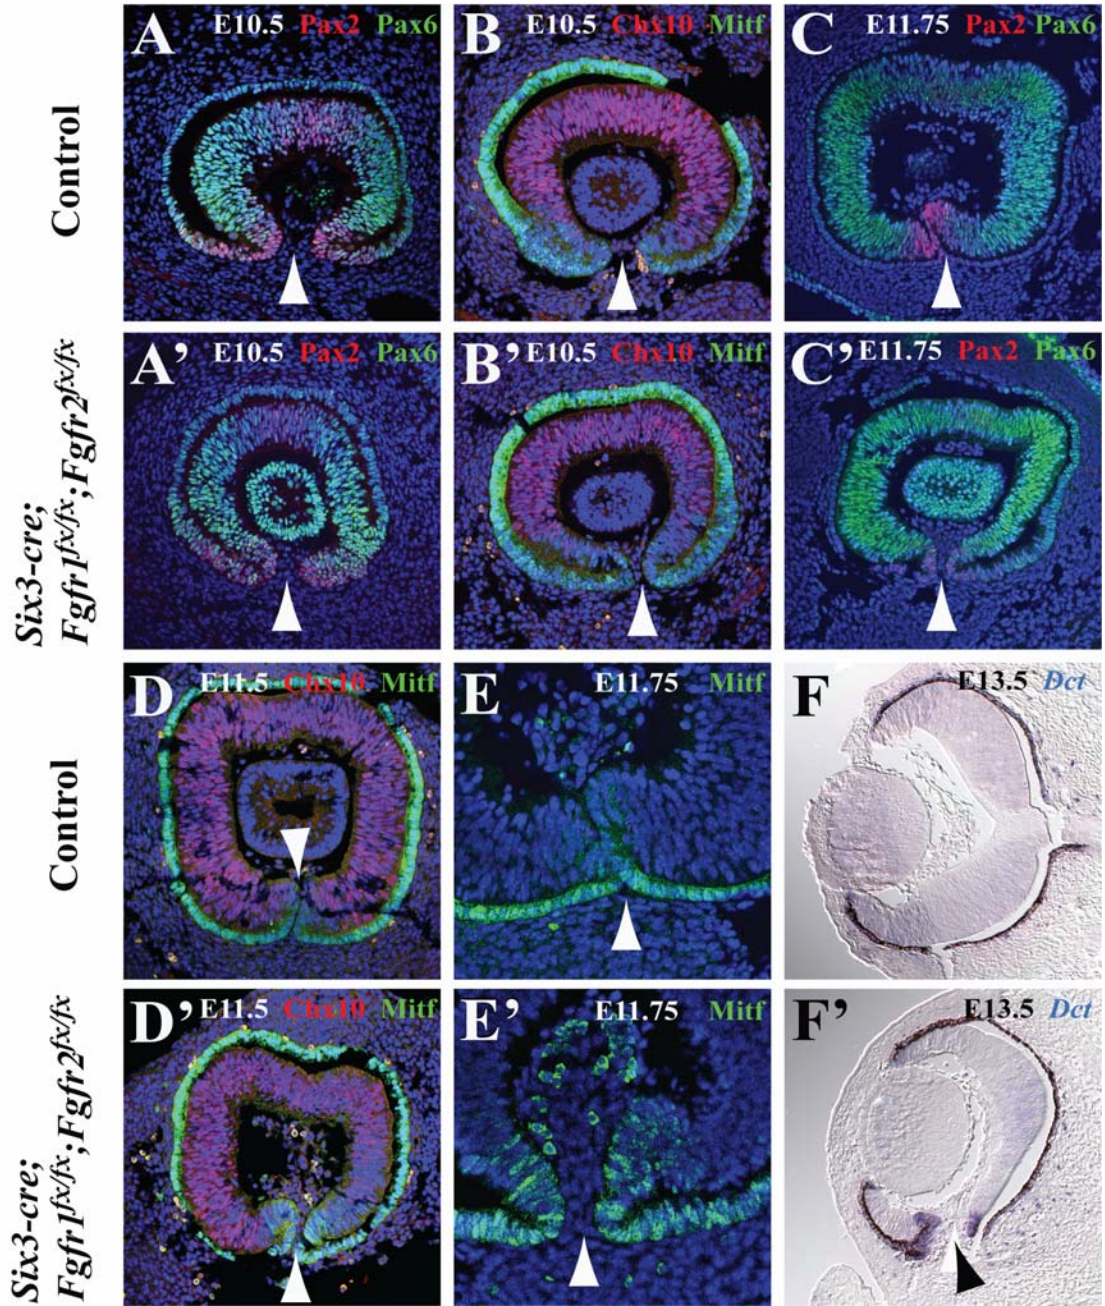 Control
A E10.5 Pax2 Pax6
B E10.5 Chx10 Mitf
C E11.75 Pax2 Pax6
Six3-cre;
Fgfr1fx/fx;Fgfr2fx/fx
A' E10.5 Pax2 Pax6
B' E10.5 Chx10 Mitf
C' E11.75 Pax2 Pax6
Control
D E11.5 Chx10 Mitf
E E11.75 Mitf
F E13.5 Dct
Six3-cre;
Fgfr1fx/fx;Fgfr2fx/fx
D' E11.5 Chx10 Mitf
E' E11.75 Mitf
F' E13.5 Dct